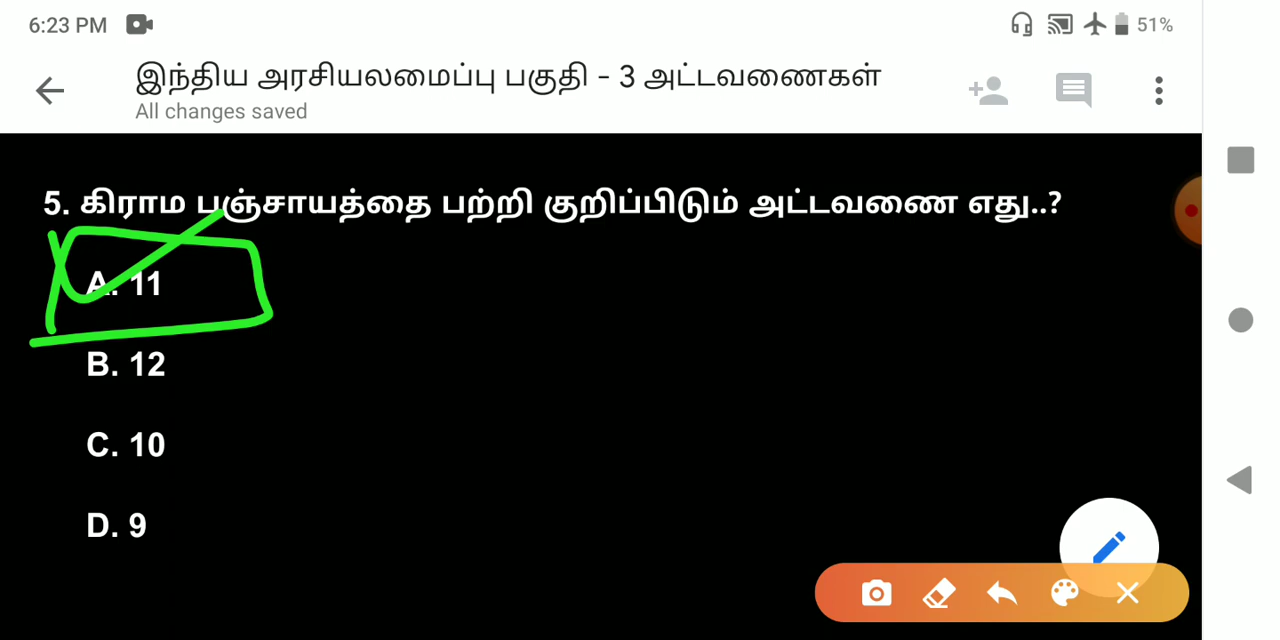 6:23 PM
51%
இந்திய அரசியலமைப்பு பகுதி - 3 அட்டவணைகள்
All changes saved
5. கிராம பஞ்சாயத்தை பற்றி குறிப்பிடும் அட்டவணை எது..?
A. 11
B. 12
C. 10
D. 9